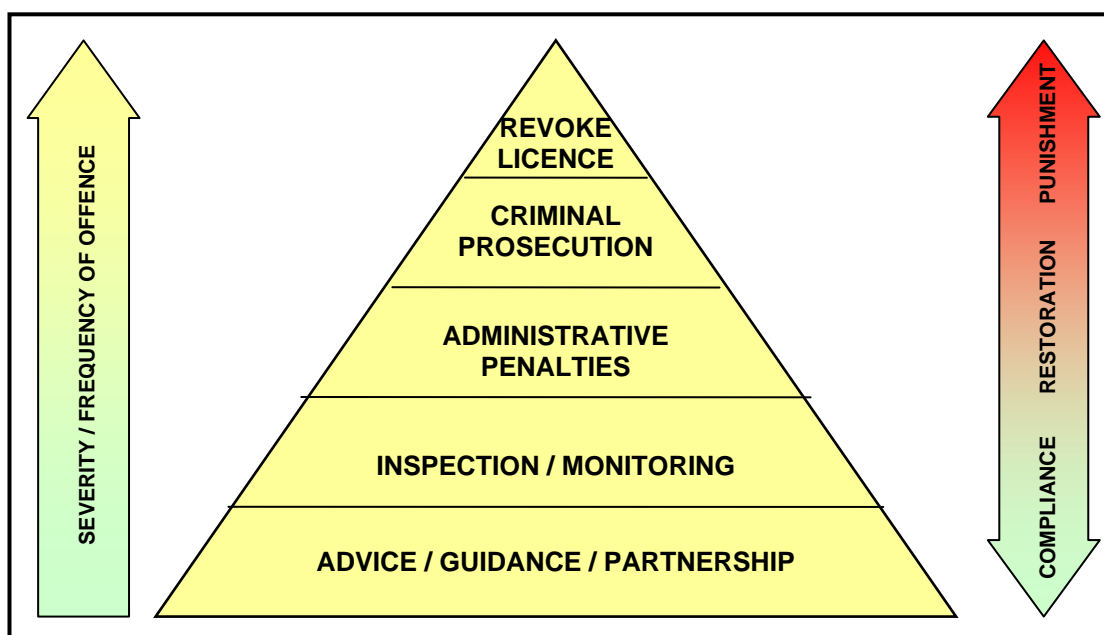 SEVERITY / FREQUENCY OF OFFENCE
REVOKE
LICENCE
CRIMINAL
PROSECUTION
ADMINISTRATIVE
PENALTIES
INSPECTION / MONITORING
ADVICE / GUIDANCE / PARTNERSHIP
COMPLIANCE RESTORATION PUNISHMENT